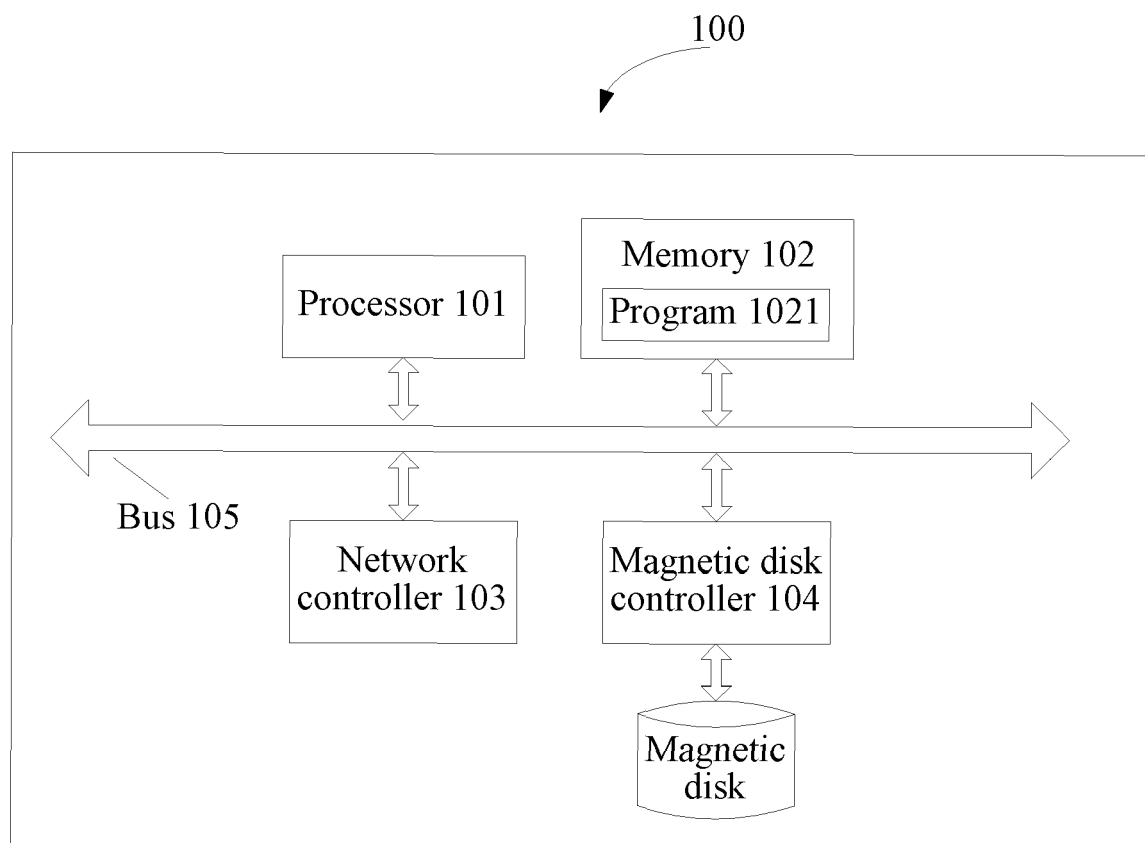 100
Memory 102
Processor 101
Program 1021
Bus 105
Network
controller 103
Magnetic disk
controller 104
Magnetic
disk